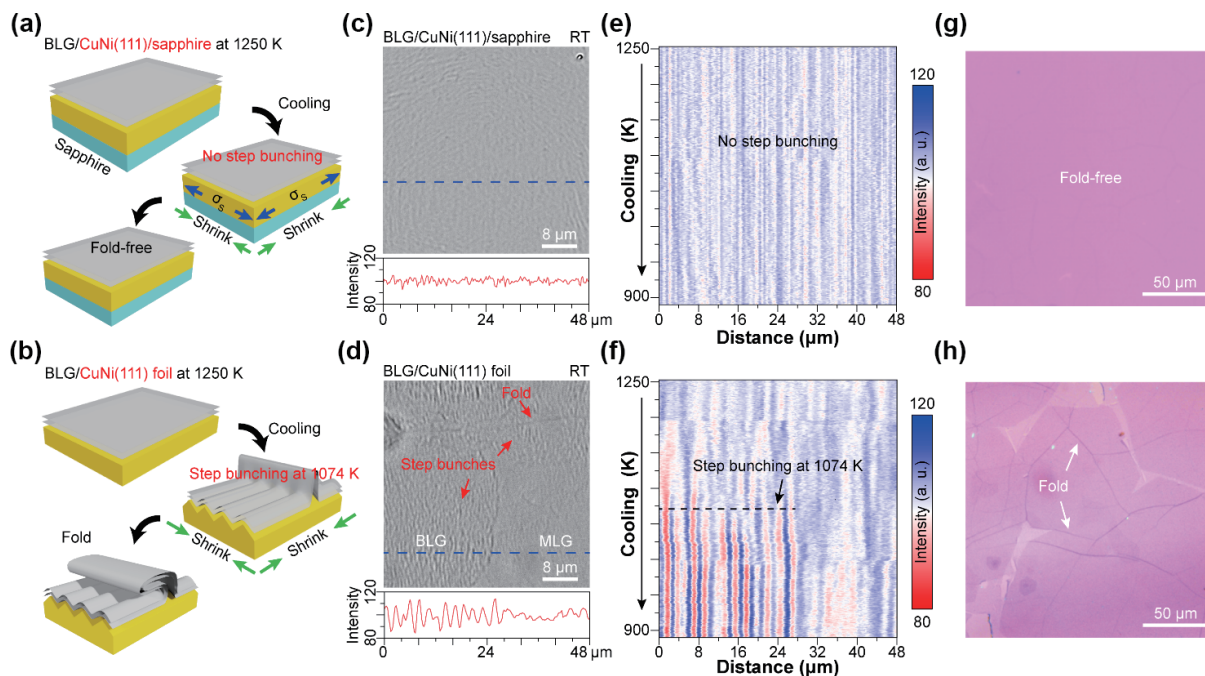 (a)
BLG/CuNi(111)/sapphire at 1250 K
Sapphire
Cooling
No step bunching
σs σs
Shrink Shrink
Fold-free
(b)
BLG/CuNi(111) foil at 1250 K
Cooling
Step bunching at 1074 K
Shrink Shrink
Fold
(c)
BLG/CuNi(111)/sapphire RT
8 µm
Intensity
120
80
0 24 48 µm
(d)
BLG/CuNi(111) foil RT
Fold
Step bunches
BLG MLG
8 µm
Intensity
120
80
0 24 48 µm
(e)
1250
Cooling (K)
900
No step bunching
0 8 16 24 32 40 48
Distance (µm)
120
Intensity (a. u.)
80
(f)
1250
Cooling (K)
900
Step bunching at 1074 K
0 8 16 24 32 40 48
Distance (µm)
120
Intensity (a. u.)
80
(g)
Fold-free
50 µm
(h)
Fold
50 µm